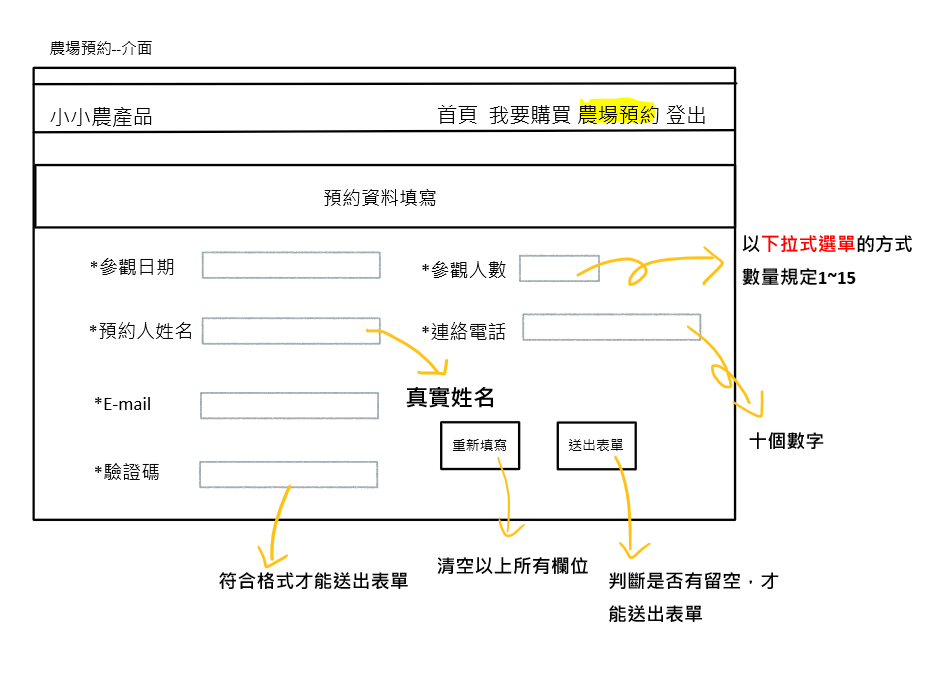 農場預約--介面
小小農產品
首頁 我要購買 農場預約 登出
預約資料填寫
*參觀日期
*參觀人數
以下拉式選單的方式
數量規定1~15
*預約人姓名
*連絡電話
真實姓名
十個數字
*E-mail
重新填寫
送出表單
*驗證碼
符合格式才能送出表單
清空以上所有欄位
判斷是否有留空，才
能送出表單